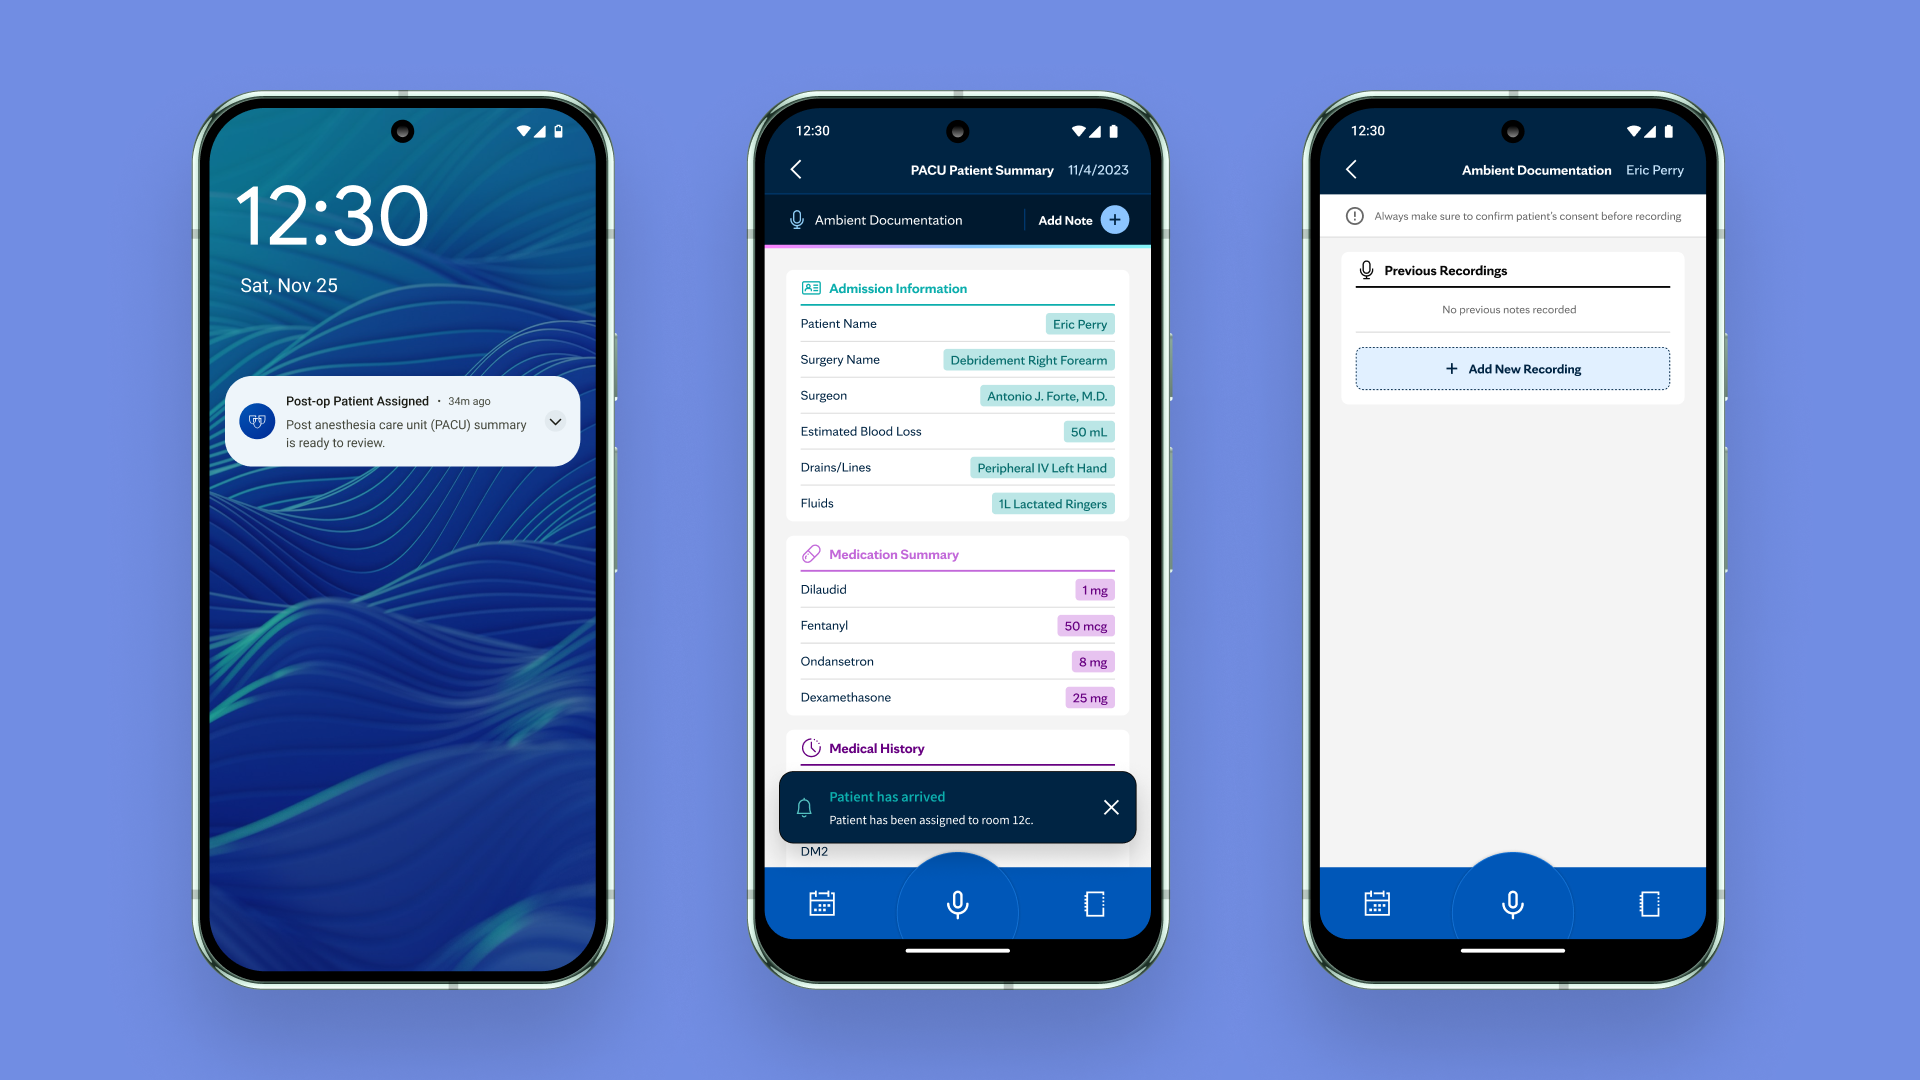 12:30
Sat, Nov 25
Post-op Patient Assigned • 34m ago
Post anesthesia care unit (PACU) summary
is ready to review.
12:30
PACU Patient Summary 11/4/2023
Ambient Documentation Add Note
Admission Information
Patient Name Eric Perry
Surgery Name Debridement Right Forearm
Surgeon Antonio J. Forte, M.D.
Estimated Blood Loss 50 mL
Drains/Lines Peripheral IV Left Hand
Fluids 1L Lactated Ringers
Medication Summary
Dilaudid 1 mg
Fentanyl 50 mcg
Ondansetron 8 mg
Dexamethasone 25 mg
Medical History
Patient has arrived
Patient has been assigned to room 12c.
DM2
12:30
Ambient Documentation Eric Perry
Always make sure to confirm patient's consent before recording
Previous Recordings
No previous notes recorded
+ Add New Recording